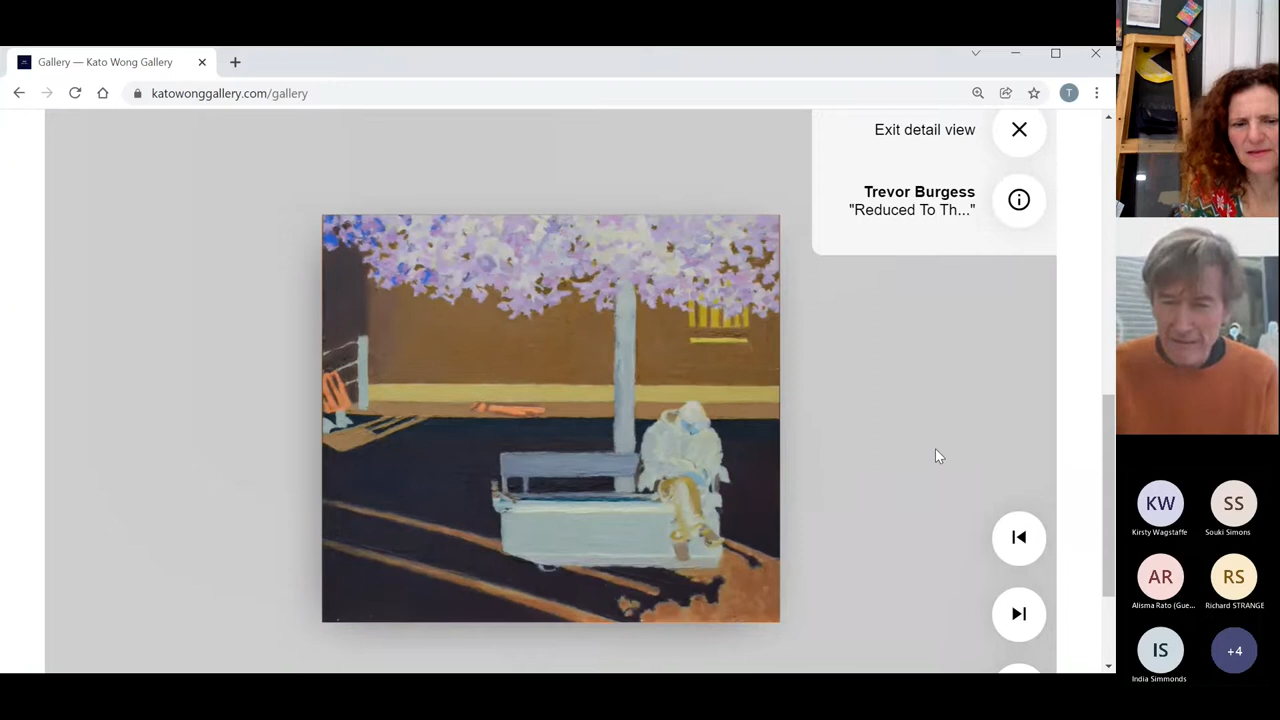 Gallery — Kato Wong Gallery
katowonggallery.com/gallery
T
Exit detail view
Trevor Burgess
"Reduced To Th..."
KW
SS
Kirsty Wagstaffe
Souki Simons
AR
RS
Alisma Rato (Gue...
Richard STRANGE
IS
+4
India Simmonds